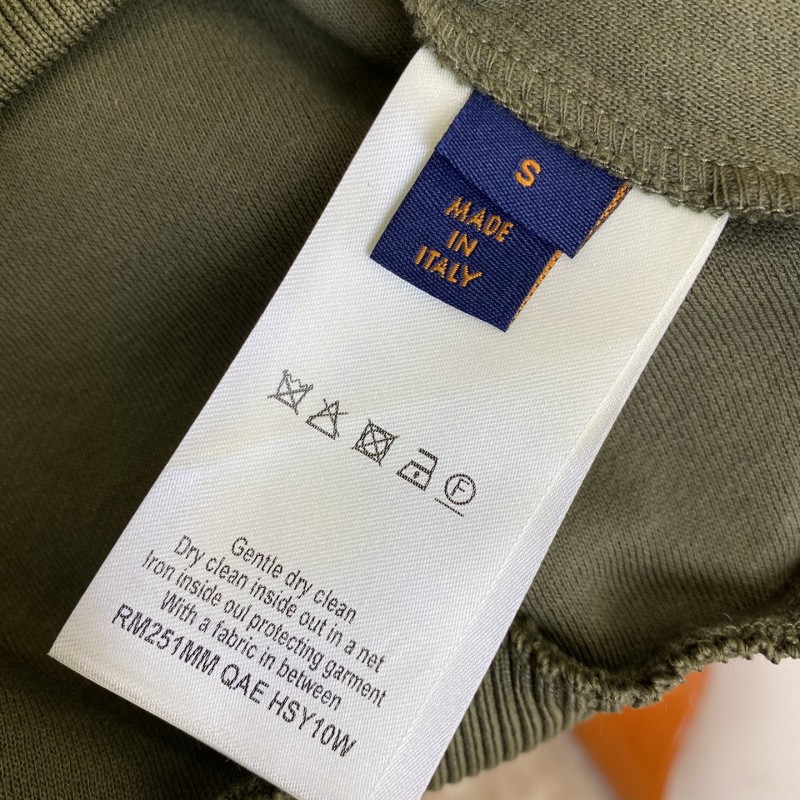 S
MADE
IN
ITALY
F
Gentle dry clean
Dry clean inside out in a net
Iron inside oul protecting garment
With a fabric in between
RM251MM QAE HSY10W